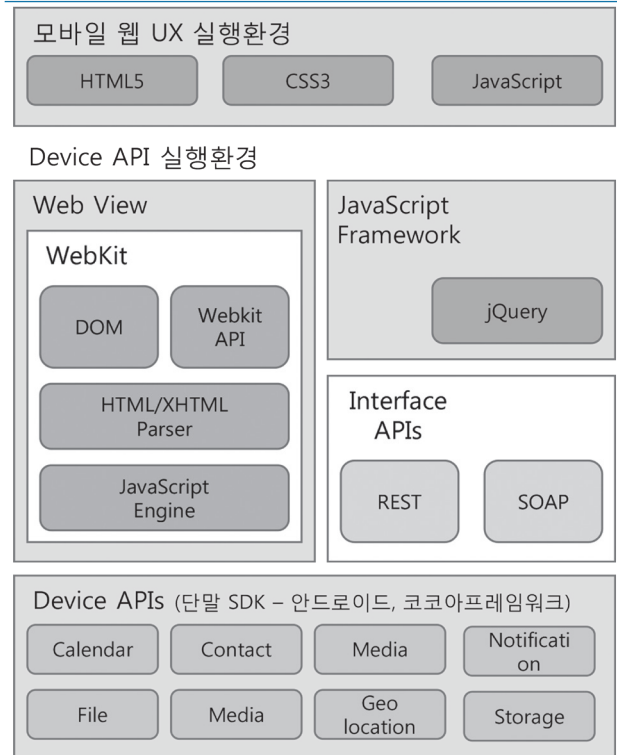 모바일 웹 UX 실행환경
HTML5
CSS3
JavaScript
Device API 실행환경
Web View
WebKit
DOM
Webkit
API
HTML/XHTML
Parser
JavaScript
Engine
JavaScript
Framework
jQuery
Interface
APIs
REST
SOAP
Device APIs (단말 SDK – 안드로이드, 코코아프레임워크)
Calendar
Contact
Media
Notificati
on
File
Media
Geo
location
Storage